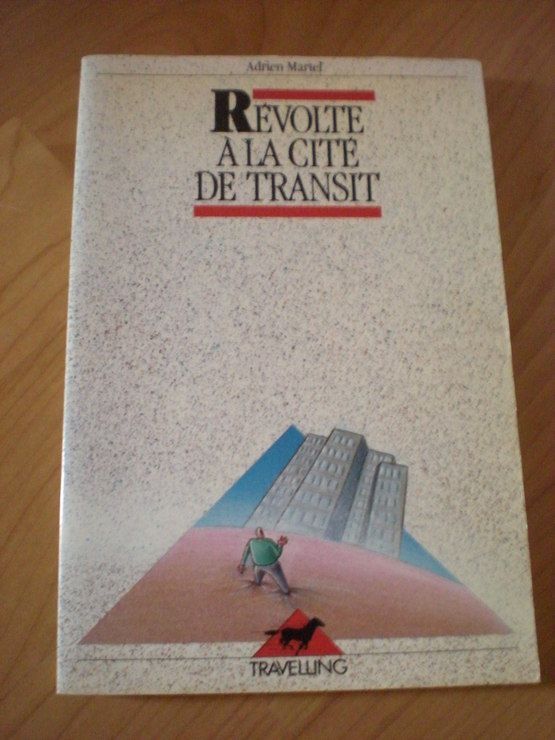 Adrien Martel
RÉVOLTE
À LA CITÉ
DE TRANSIT
TRAVELLING